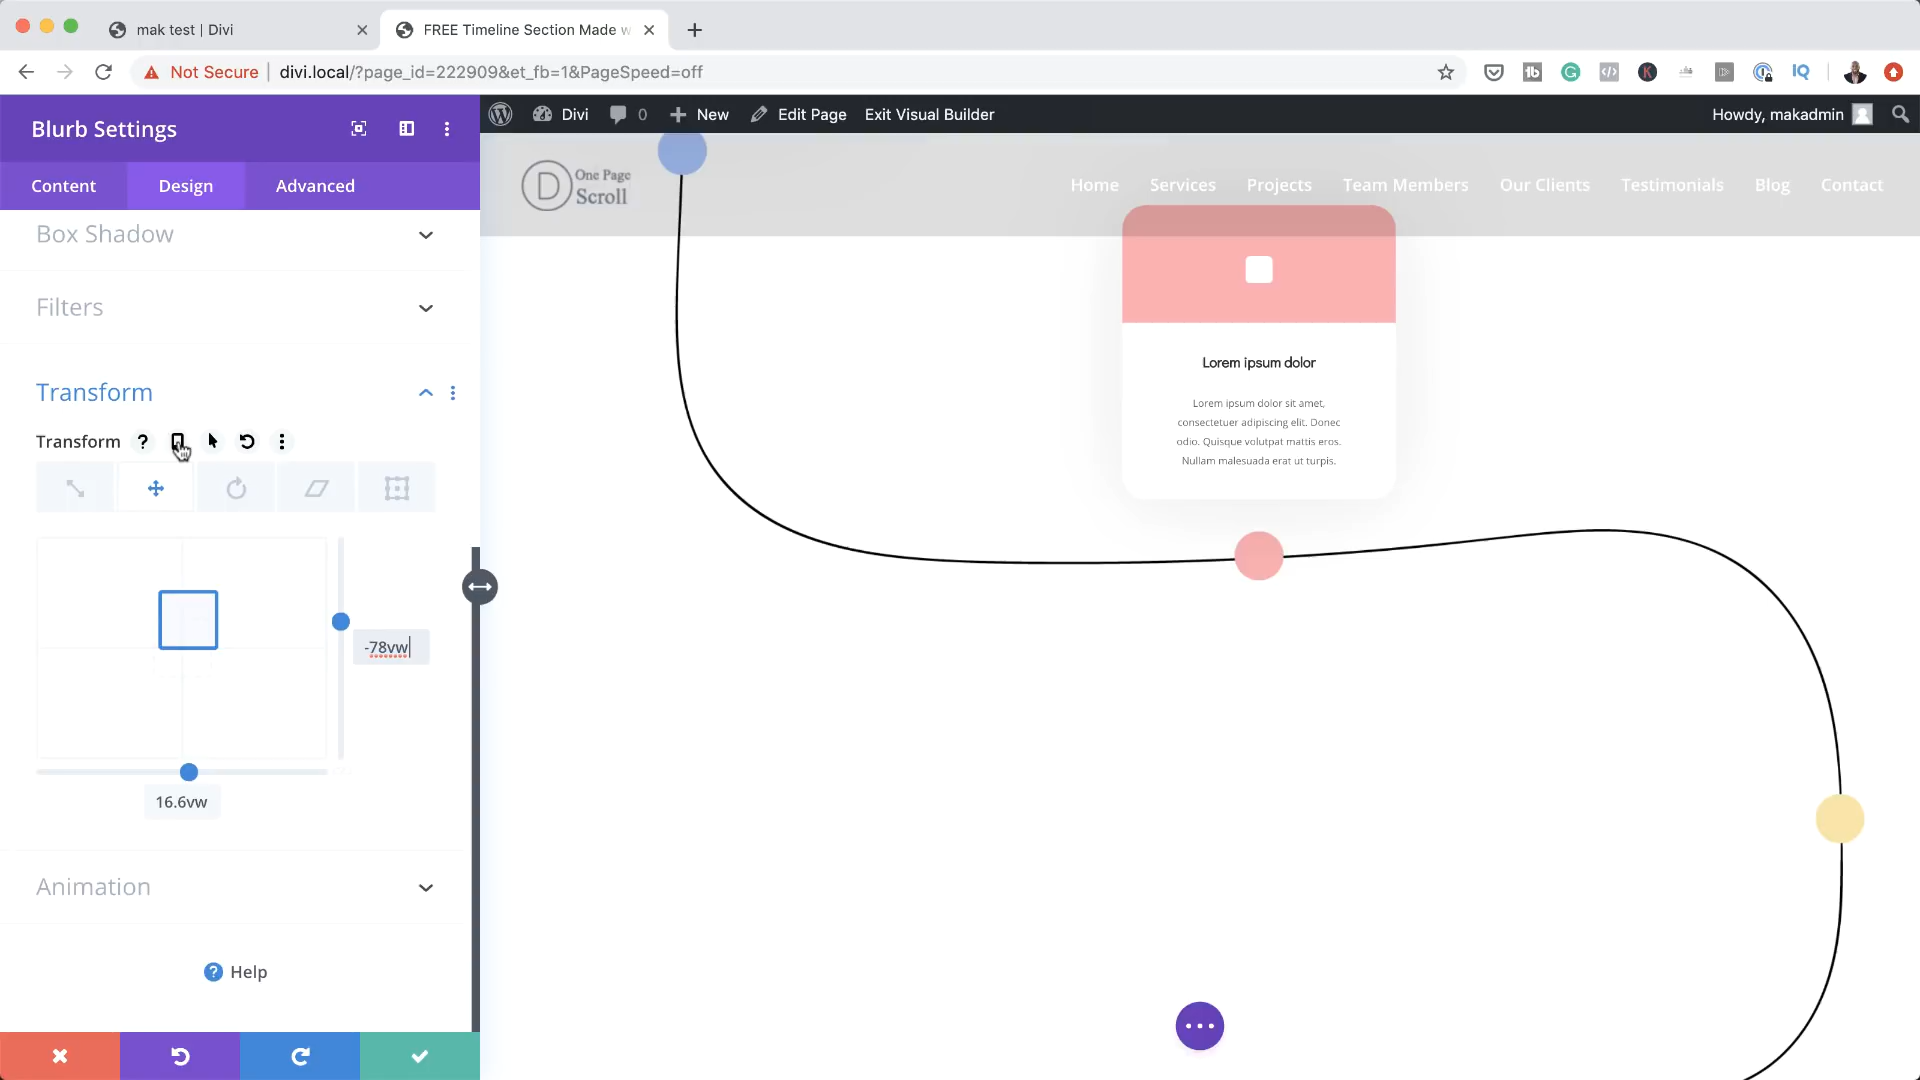 mak test | Divi
FREE Timeline Section Made w
Not Secure | divi.local/?page_id=222909&et_fb=1&PageSpeed=off
Blurb Settings
Divi
0
New
Edit Page
Exit Visual Builder
Howdy, makadmin
Content
Design
Advanced
One Page
Scroll
Home
Services
Projects
Team Members
Our Clients
Testimonials
Blog
Contact
Box Shadow
Filters
Transform
Transform
-78vw
16.6vw
Animation
Help
Lorem ipsum dolor
Lorem ipsum dolor sit amet,
consectetuer adipiscing elit. Donec
odio. Quisque volutpat mattis eros.
Nullam malesuada erat ut turpis.